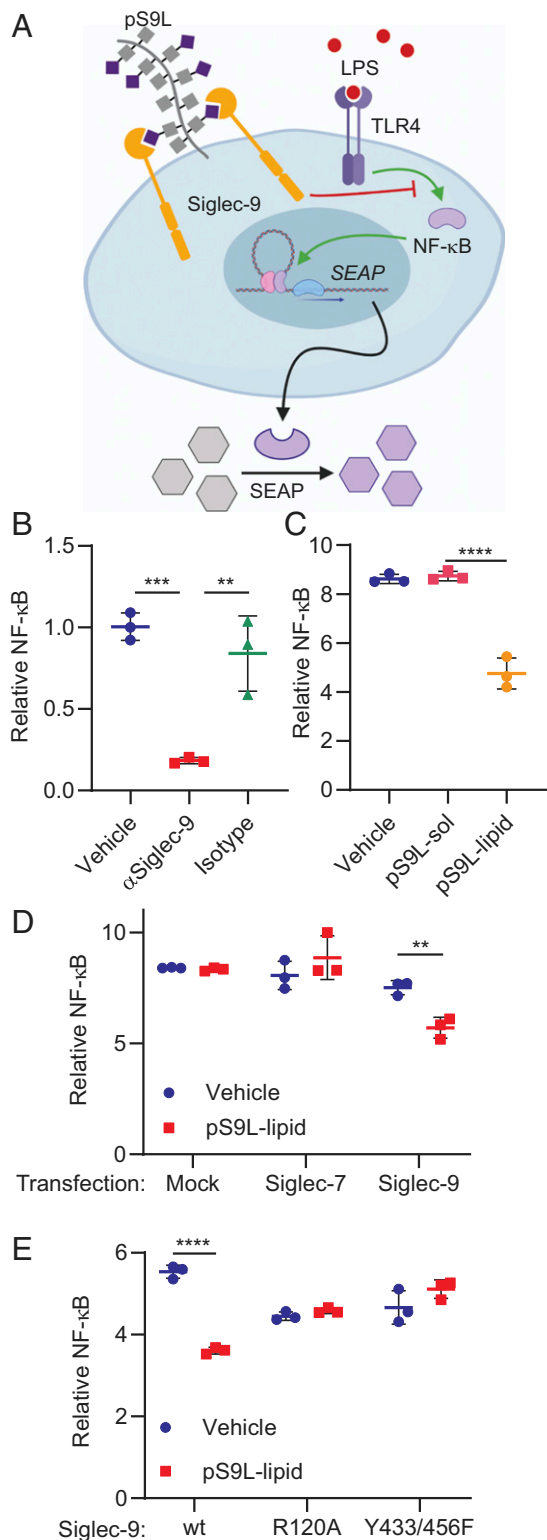 A
pS9L
LPS
TLR4
Siglec-9
NF-κB
SEAP
SEAP
B
Relative NF-κB
1.5
1.0
0.5
0.0
***
**
Vehicle
αSiglec-9
Isotype
C
Relative NF-κB
10
8
6
4
2
0
****
Vehicle
pS9L-sol
pS9L-lipid
D
Relative NF-κB
10
5
0
**
Vehicle
pS9L-lipid
Transfection: Mock Siglec-7 Siglec-9
E
Relative NF-κB
6
4
2
0
****
Vehicle
pS9L-lipid
Siglec-9: wt R120A Y433/456F